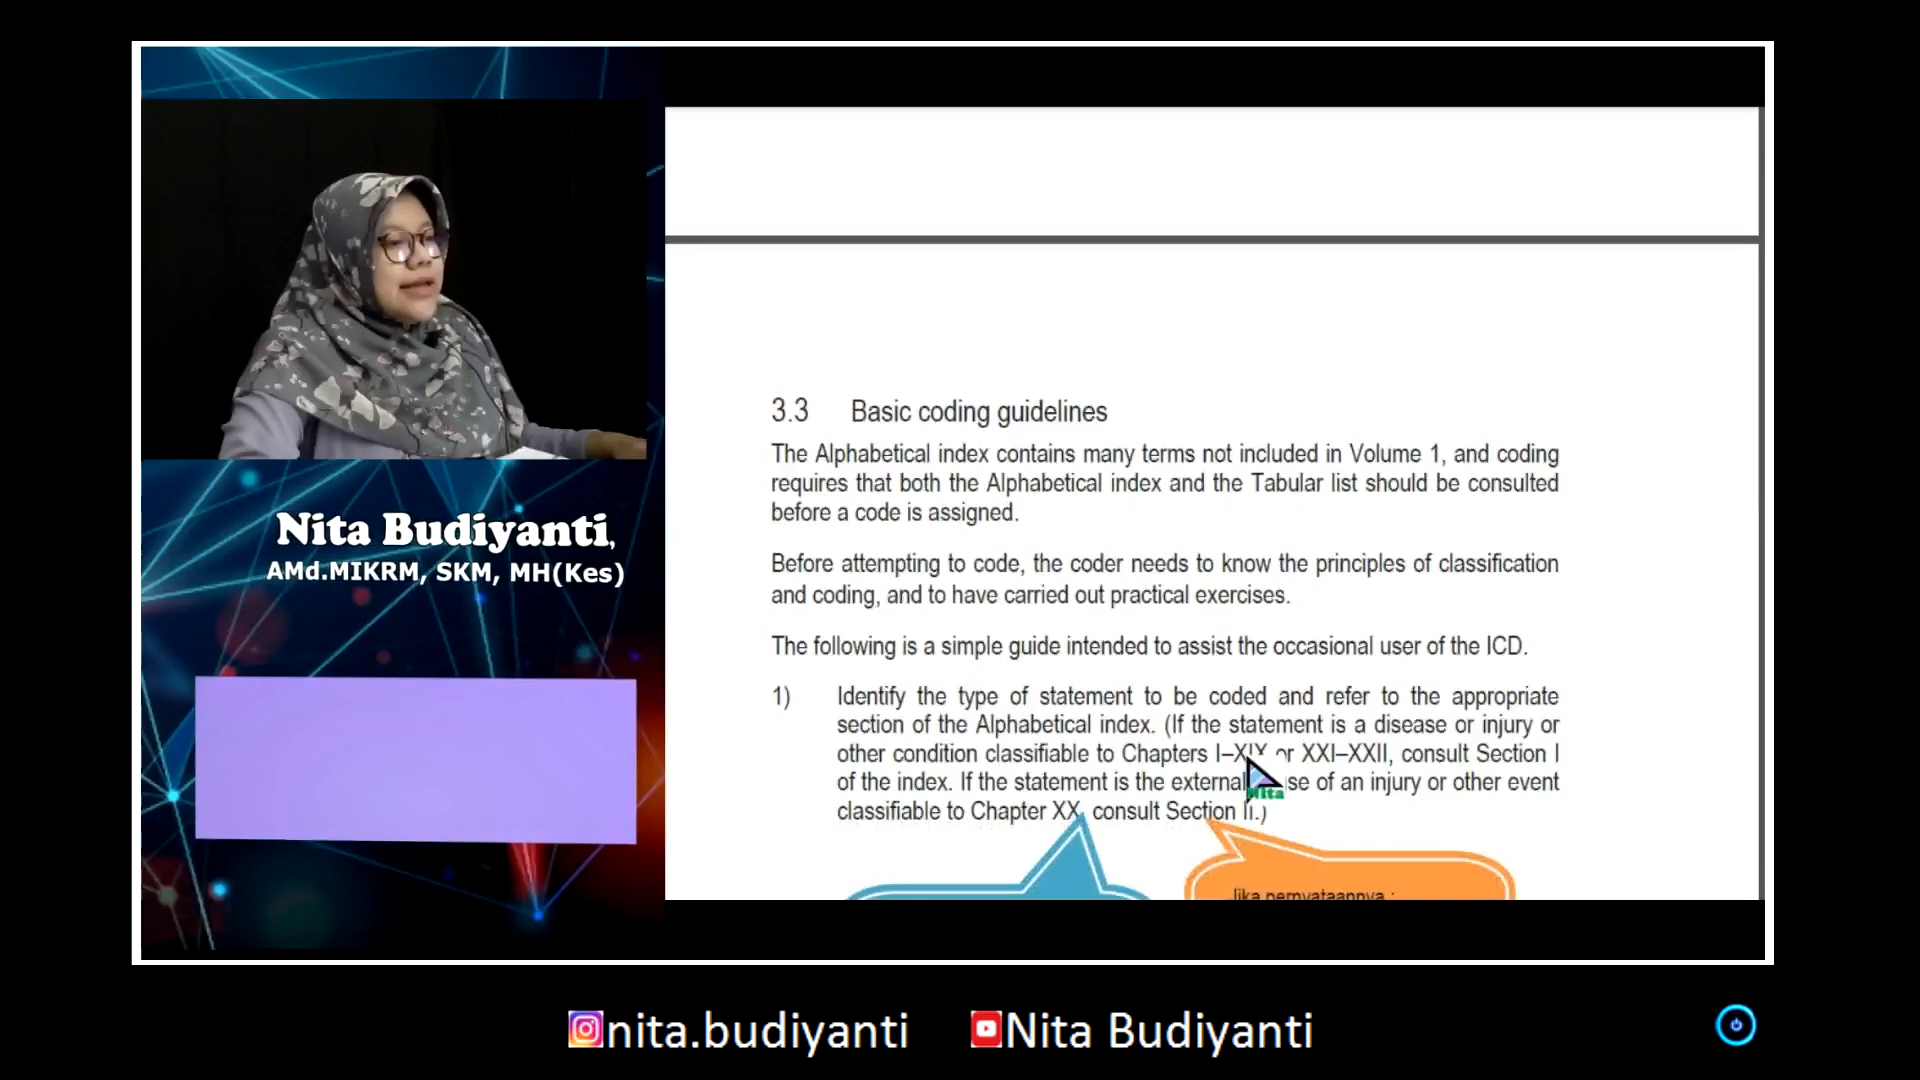 Nita Budiyanti,
AMd.MIKRM, SKM, MH(Kes)
3.3 Basic coding guidelines
The Alphabetical index contains many terms not included in Volume 1, and coding
requires that both the Alphabetical index and the Tabular list should be consulted
before a code is assigned.
Before attempting to code, the coder needs to know the principles of classification
and coding, and to have carried out practical exercises.
The following is a simple guide intended to assist the occasional user of the ICD.
1) Identify the type of statement to be coded and refer to the appropriate
section of the Alphabetical index. (If the statement is a disease or injury or
other condition classifiable to Chapters I–XIX or XXI–XXII, consult Section I
of the index. If the statement is the external se of an injury or other event
Nita
classifiable to Chapter XX, consult Section II.)
Jika pernyataannya :
nita.budiyanti
Nita Budiyanti